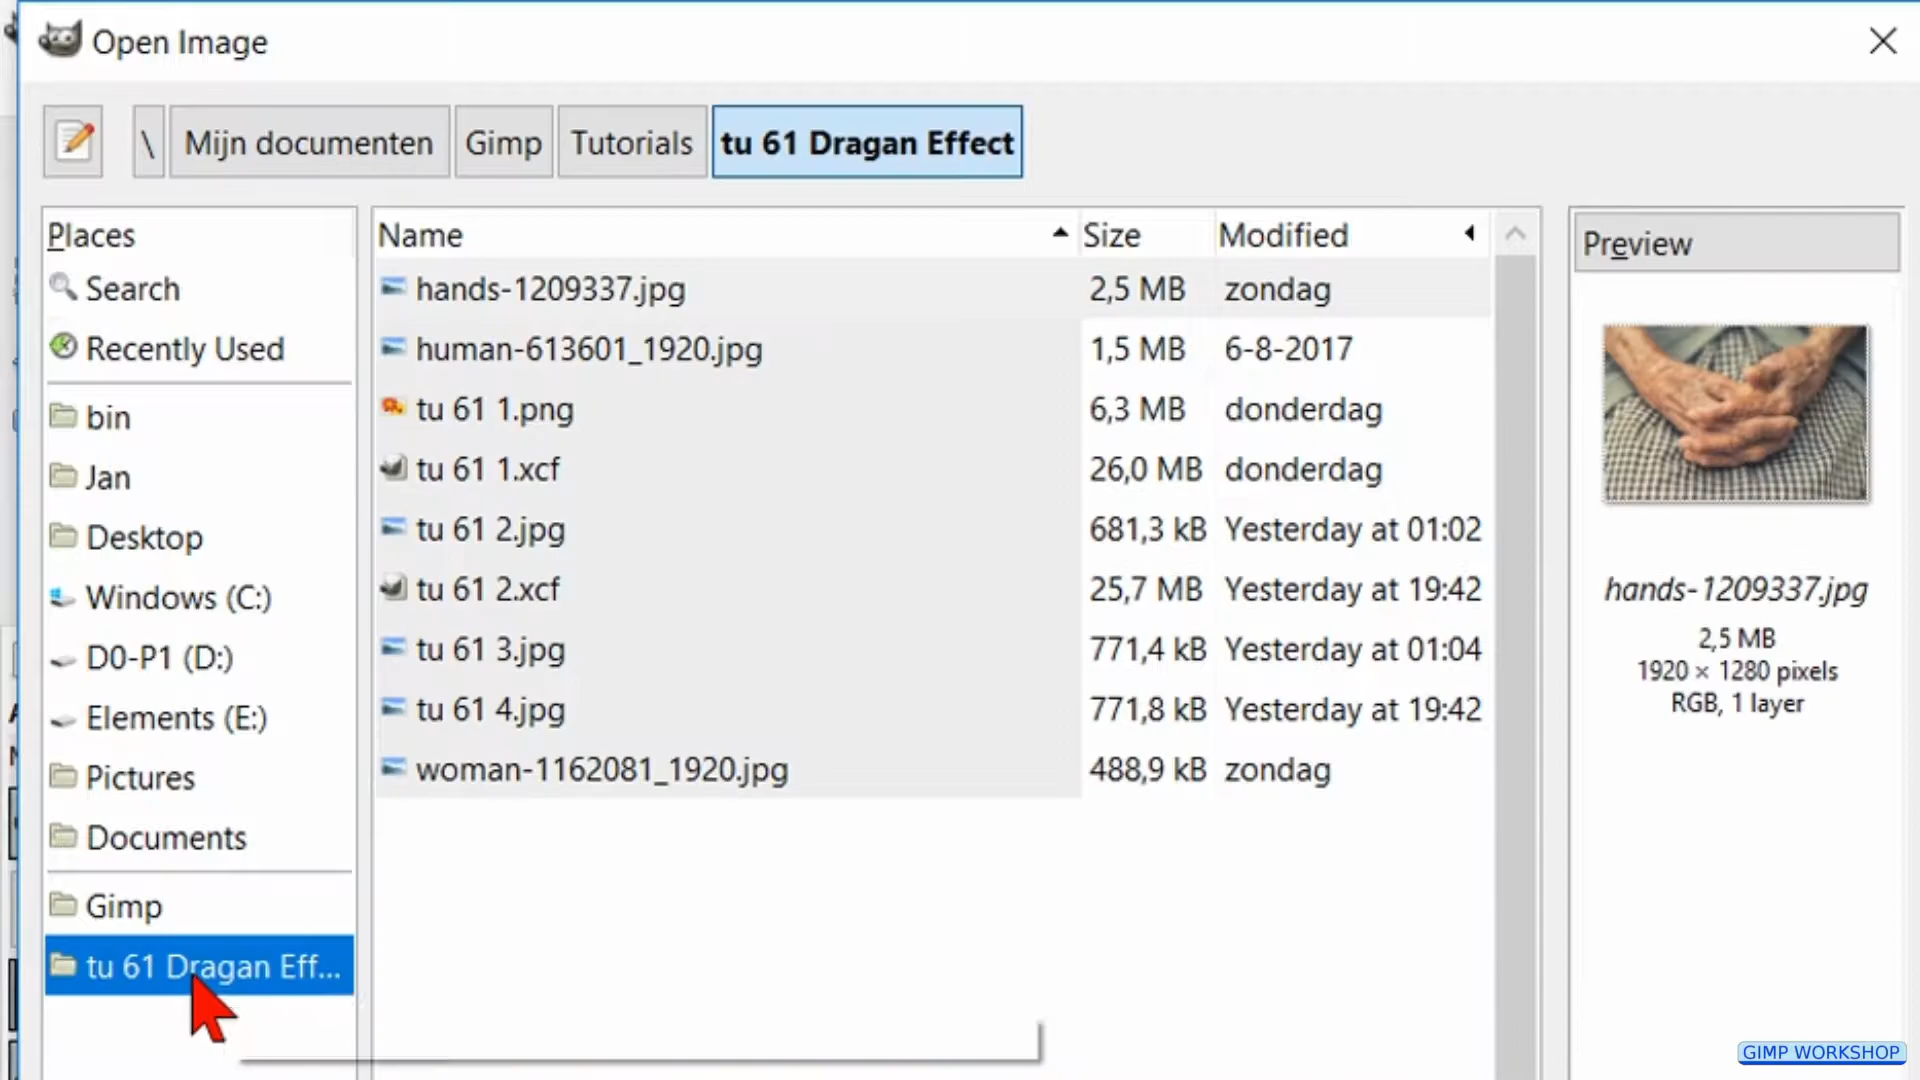 Open Image
\ Mijn documenten Gimp Tutorials tu 61 Dragan Effect
Places
Search
Recently Used
bin
Jan
Desktop
Windows (C:)
D0-P1 (D:)
Elements (E:)
Pictures
Documents
Gimp
tu 61 Dragan Eff...
Name Size Modified
hands-1209337.jpg 2,5 MB zondag
human-613601_1920.jpg 1,5 MB 6-8-2017
tu 61 1.png 6,3 MB donderdag
tu 61 1.xcf 26,0 MB donderdag
tu 61 2.jpg 681,3 kB Yesterday at 01:02
tu 61 2.xcf 25,7 MB Yesterday at 19:42
tu 61 3.jpg 771,4 kB Yesterday at 01:04
tu 61 4.jpg 771,8 kB Yesterday at 19:42
woman-1162081_1920.jpg 488,9 kB zondag
Preview
hands-1209337.jpg
2,5 MB
1920 × 1280 pixels
RGB, 1 layer
GIMP WORKSHOP